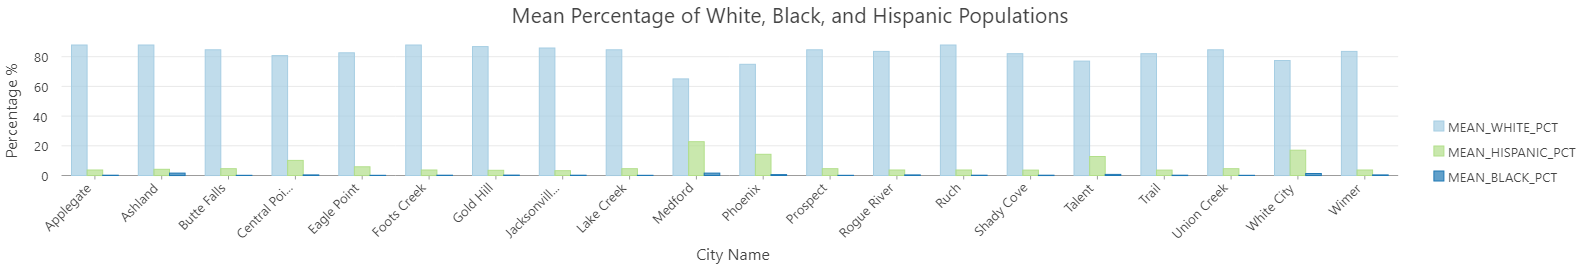 Mean Percentage of White, Black, and Hispanic Populations
Percentage %
80
60
40
20
0
Applegate
Ashland
Butte Falls
Central Poi...
Eagle Point
Foots Creek
Gold Hill
Jacksonvill...
Lake Creek
Medford
Phoenix
Prospect
Rogue River
Ruch
Shady Cove
Talent
Trail
Union Creek
White City
Wimer
City Name
MEAN_WHITE_PCT
MEAN_HISPANIC_PCT
MEAN_BLACK_PCT